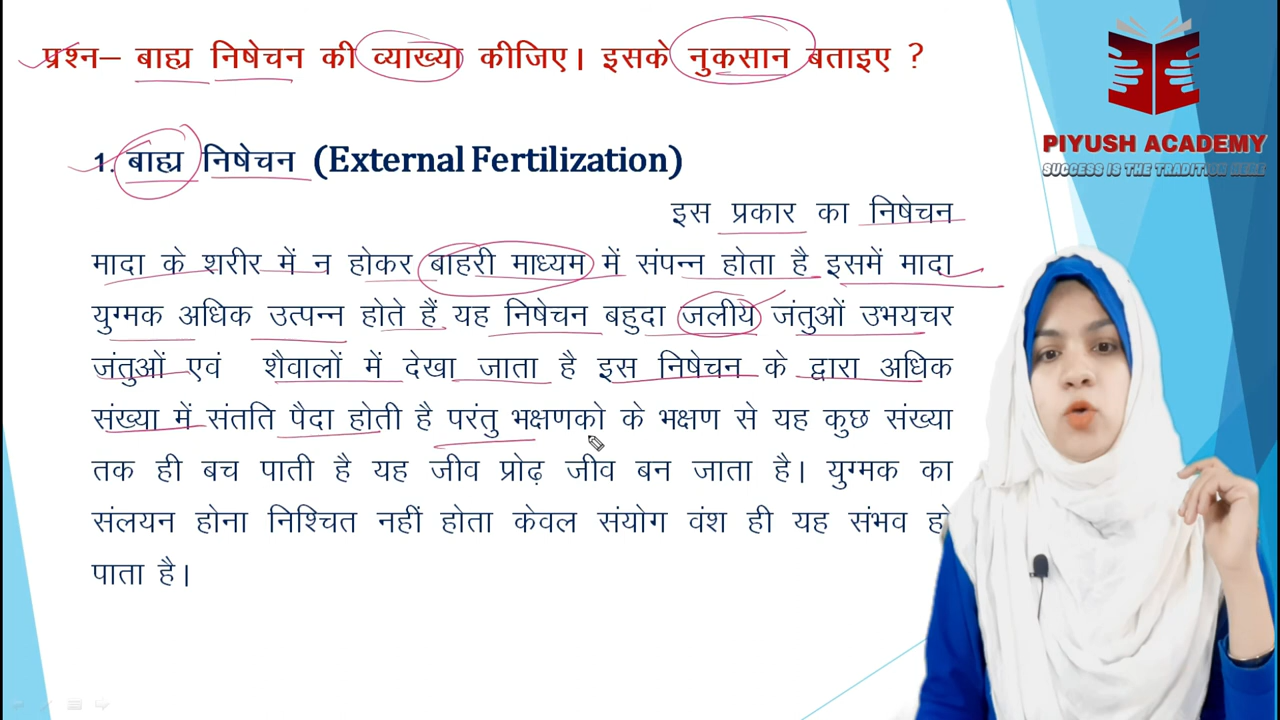 प्रश्न– बाह्य निषेचन की व्याख्या कीजिए। इसके नुकसान बताइए ?
PIYUSH ACADEMY
SUCCESS IS THE TRADITION HERE
1. बाह्य निषेचन (External Fertilization)
इस प्रकार का निषेचन
मादा के शरीर में न होकर बाहरी माध्यम में संपन्न होता है इसमें मादा
युग्मक अधिक उत्पन्न होते हैं यह निषेचन बहुदा जलीये जंतुओं उभयचर
जंतुओं एवं शैवालों में देखा जाता है इस निषेचन के द्वारा अधिक
संख्या में संतति पैदा होती है परंतु भक्षणको के भक्षण से यह कुछ संख्या
तक ही बच पाती है यह जीव प्रोढ़ जीव बन जाता है। युग्मक का
संलयन होना निश्चित नहीं होता केवल संयोग वंश ही यह संभव हो
पाता है।